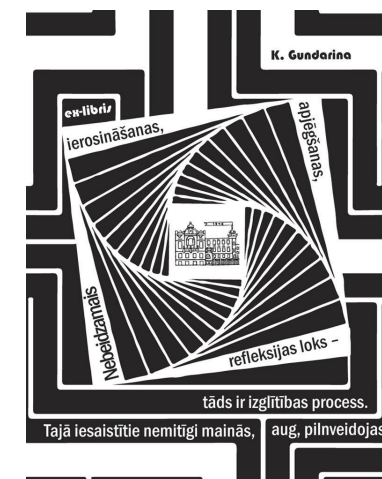 K. Gundarina
ex-libris
Nebeidzamais
ierosināšanas,
apjēgšanas,
refleksijas loks –
tāds ir izglītības process.
Tajā iesaistītie nemitīgi mainās, aug, pilnveidojas